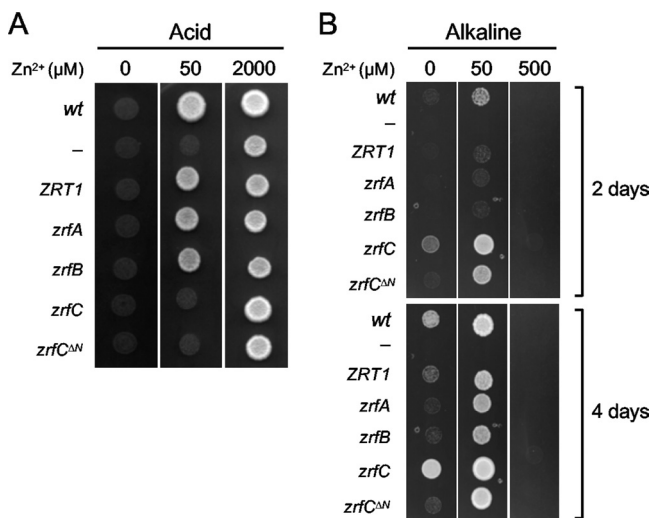 A
Acid
Zn²⁺ (µM) 0 50 2000
wt
–
ZRT1
zrfA
zrfB
zrfC
zrfC^ΔN
B
Alkaline
Zn²⁺ (µM) 0 50 500
wt
–
ZRT1
zrfA
zrfB
zrfC
zrfC^ΔN
2 days
wt
–
ZRT1
zrfA
zrfB
zrfC
zrfC^ΔN
4 days